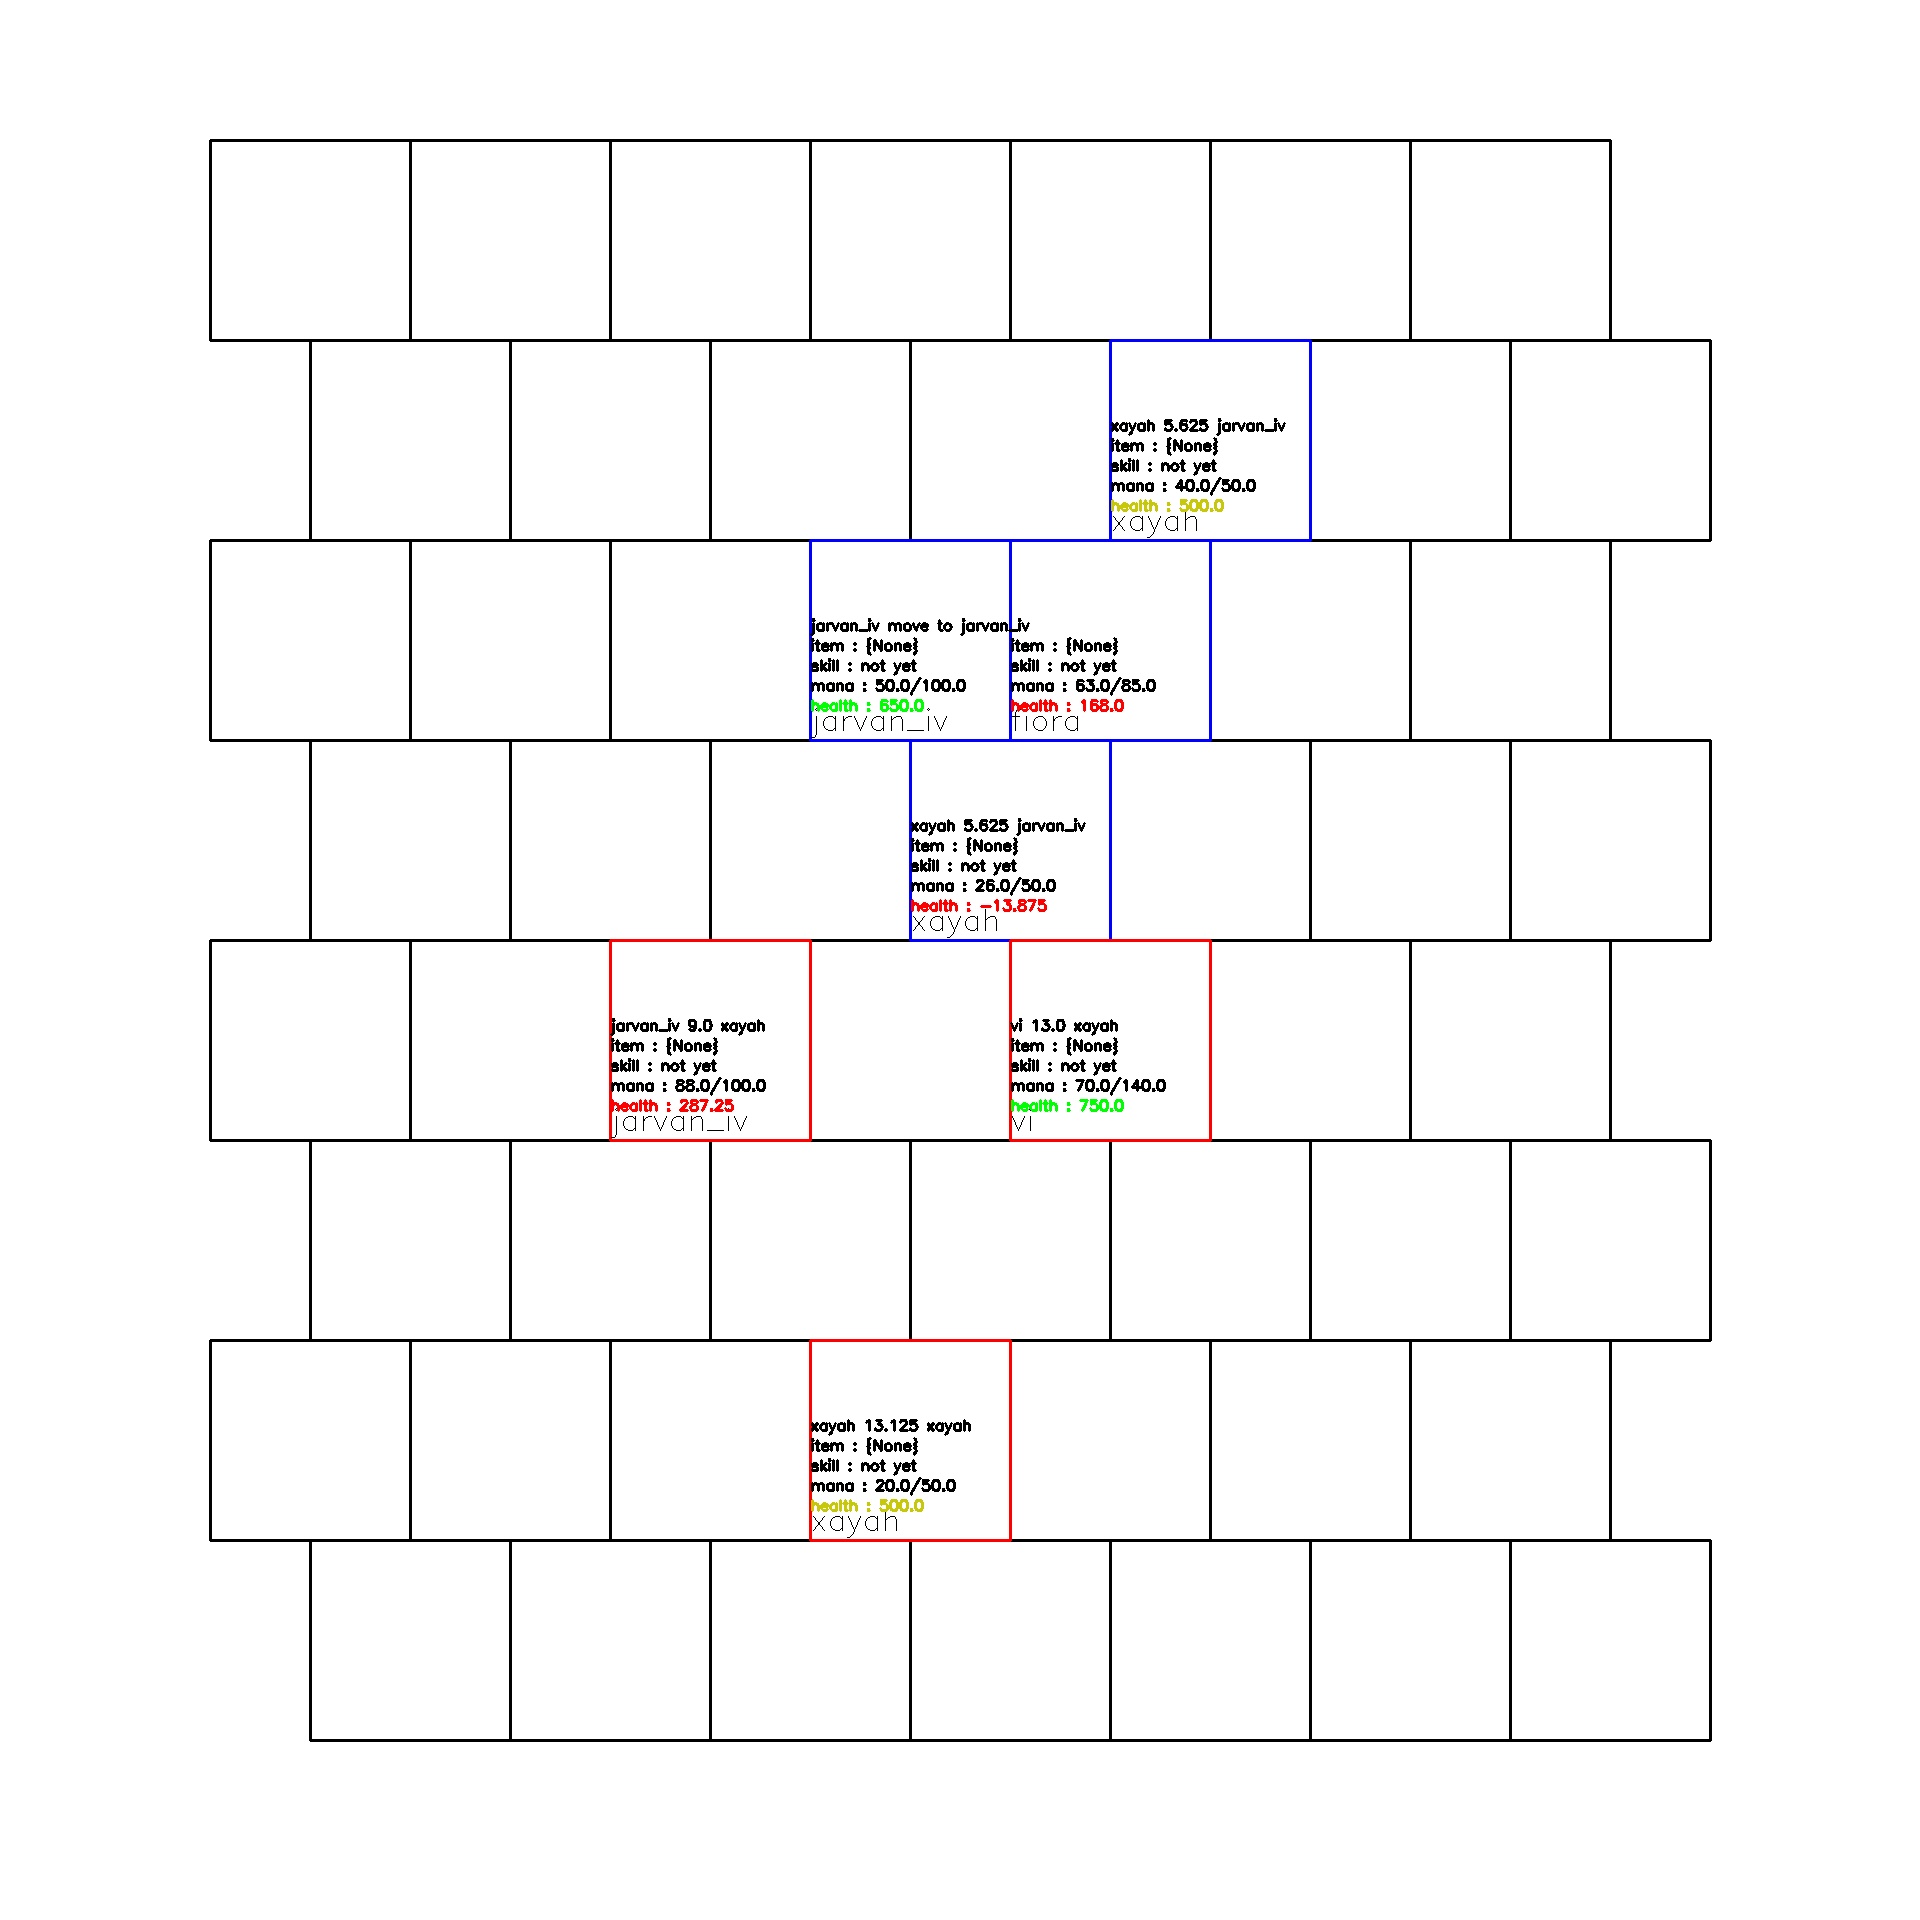 xayah 5.625 jarvan_iv
item : {None}
skill : not yet
mana : 40.0/50.0
health : 500.0
xayah
jarvan_iv move to jarvan_iv
item : {None}
skill : not yet
mana : 50.0/100.0
health : 650.0
jarvan_iv
item : {None}
skill : not yet
mana : 63.0/85.0
health : 168.0
fiora
xayah 5.625 jarvan_iv
item : {None}
skill : not yet
mana : 26.0/50.0
health : -13.875
xayah
jarvan_iv 9.0 xayah
item : {None}
skill : not yet
mana : 88.0/100.0
health : 287.25
jarvan_iv
vi 13.0 xayah
item : {None}
skill : not yet
mana : 70.0/140.0
health : 750.0
vi
xayah 13.125 xayah
item : {None}
skill : not yet
mana : 20.0/50.0
health : 500.0
xayah